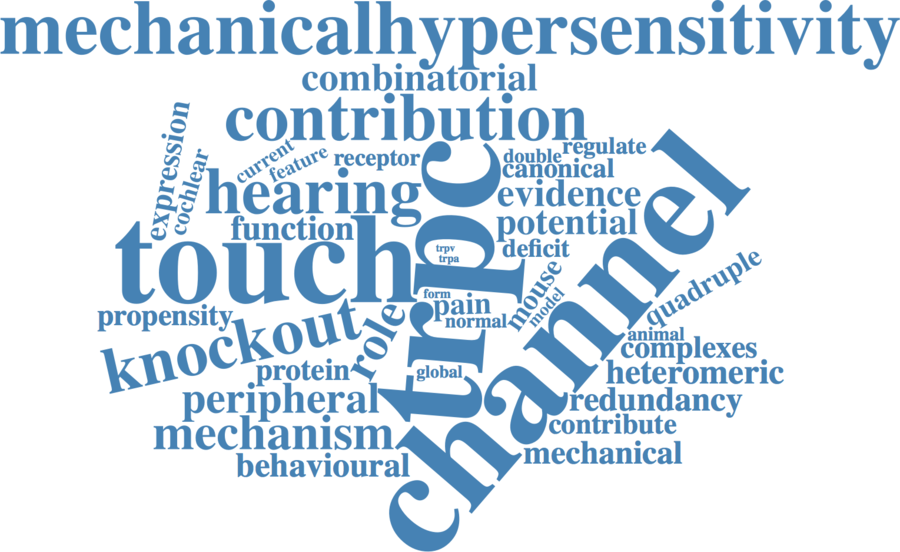 mechanicalhypersensitivity
combinatorial
contribution
expression
cochlear
current
feature
receptor
double
regulate
canonical
hearing
evidence
function
potential
touch
trpc
channel
trpv
trpa
deficit
form
pain
normal
mouse
model
quadruple
propensity
knockout
role
animal
complexes
protein
global
heteromeric
peripheral
redundancy
mechanism
contribute
behavioural
mechanical